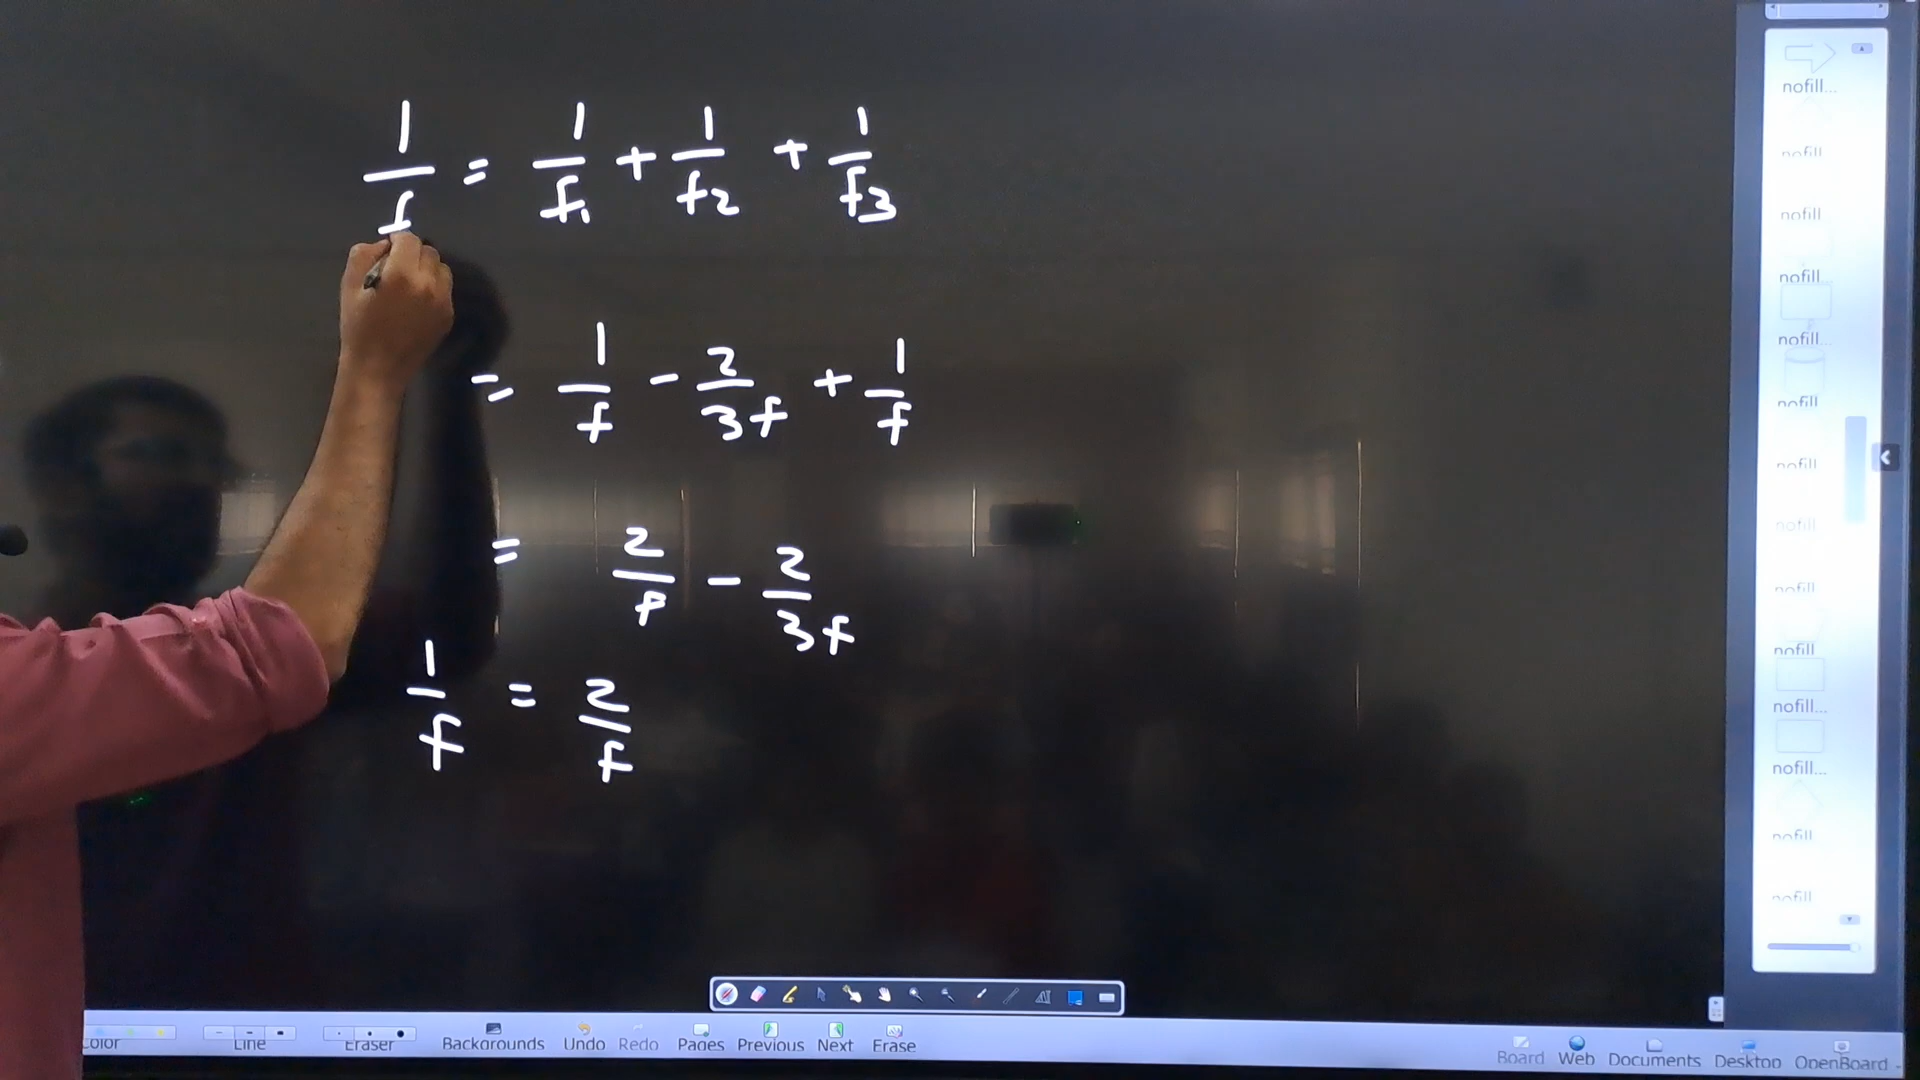 1/f = 1/f1 + 1/f2 + 1/f3
= 1/f - 2/3f + 1/f
= 2/f - 2/3f
1/f = 2/f
nofill...
nofill
nofill
nofill...
nofill...
nofill
nofill
nofill
nofill
nofill
nofill...
nofill...
nofill
nofill
Color Line Eraser Backgrounds Undo Redo Pages Previous Next Erase Board Web Documents Desktop OpenBoard